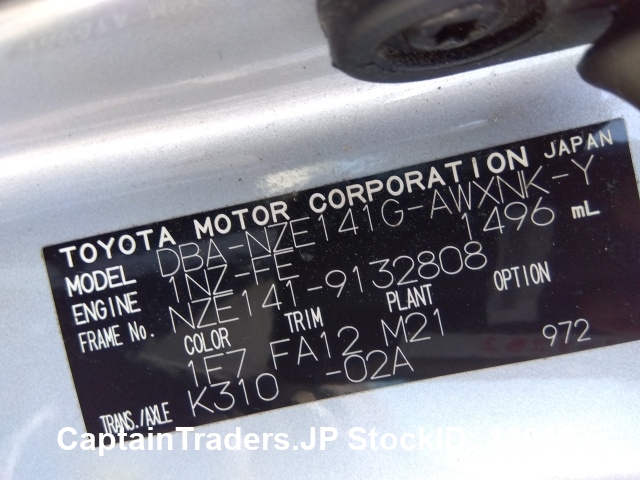 TOYOTA MOTOR CORPORATION JAPAN
MODEL DBA-NZE141G-AWXNK-Y
ENGINE 1NZ-FE 1496 mL
FRAME No. NZE141-9132808
COLOR TRIM PLANT OPTION
1E7 FA12 M21
TRANS./AXLE K310 -02A 972
CaptainTraders.JP StockID